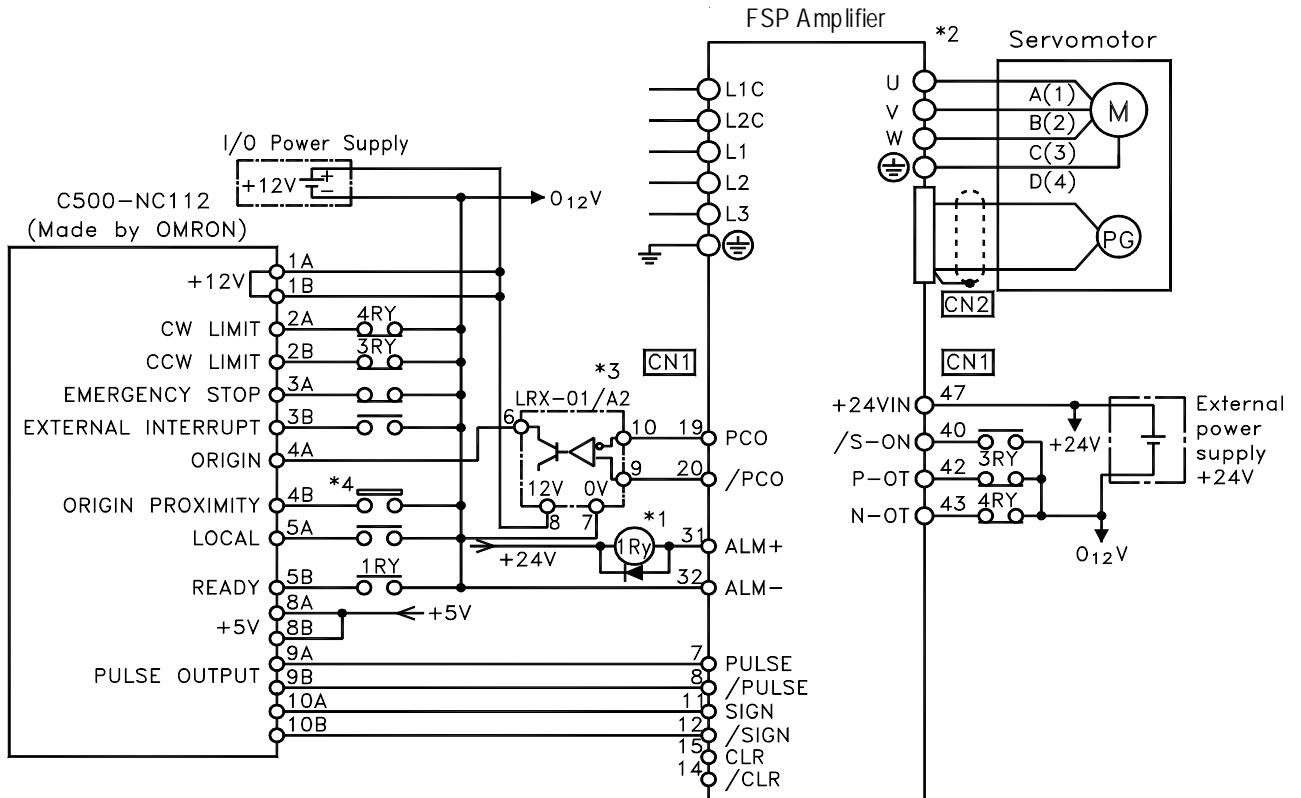 FSP Amplifier
*2
Servomotor
L1C
L2C
L1
L2
L3
U
V
W
A(1)
B(2)
C(3)
D(4)
M
PG
CN2
I/O Power Supply
+12V
+
−
0₁₂V
C500-NC112
(Made by OMRON)
+12V
1A
1B
CW LIMIT
2A
4RY
CCW LIMIT
2B
3RY
EMERGENCY STOP
3A
EXTERNAL INTERRUPT
3B
ORIGIN
4A
ORIGIN PROXIMITY
4B
*4
LOCAL
5A
READY
5B
1RY
+5V
8A
8B
+5V
PULSE OUTPUT
9A
9B
10A
10B
*3
LRX-01/A2
6
10
9
12V
0V
8
7
+24V
*1
1Ry
CN1
19
PCO
20
/PCO
31
ALM+
32
ALM-
7
PULSE
8
/PULSE
11
SIGN
12
/SIGN
15
CLR
14
/CLR
CN1
+24VIN
47
/S-ON
40
P-OT
42
3RY
N-OT
43
4RY
+24V
0₁₂V
External
power
supply
+24V